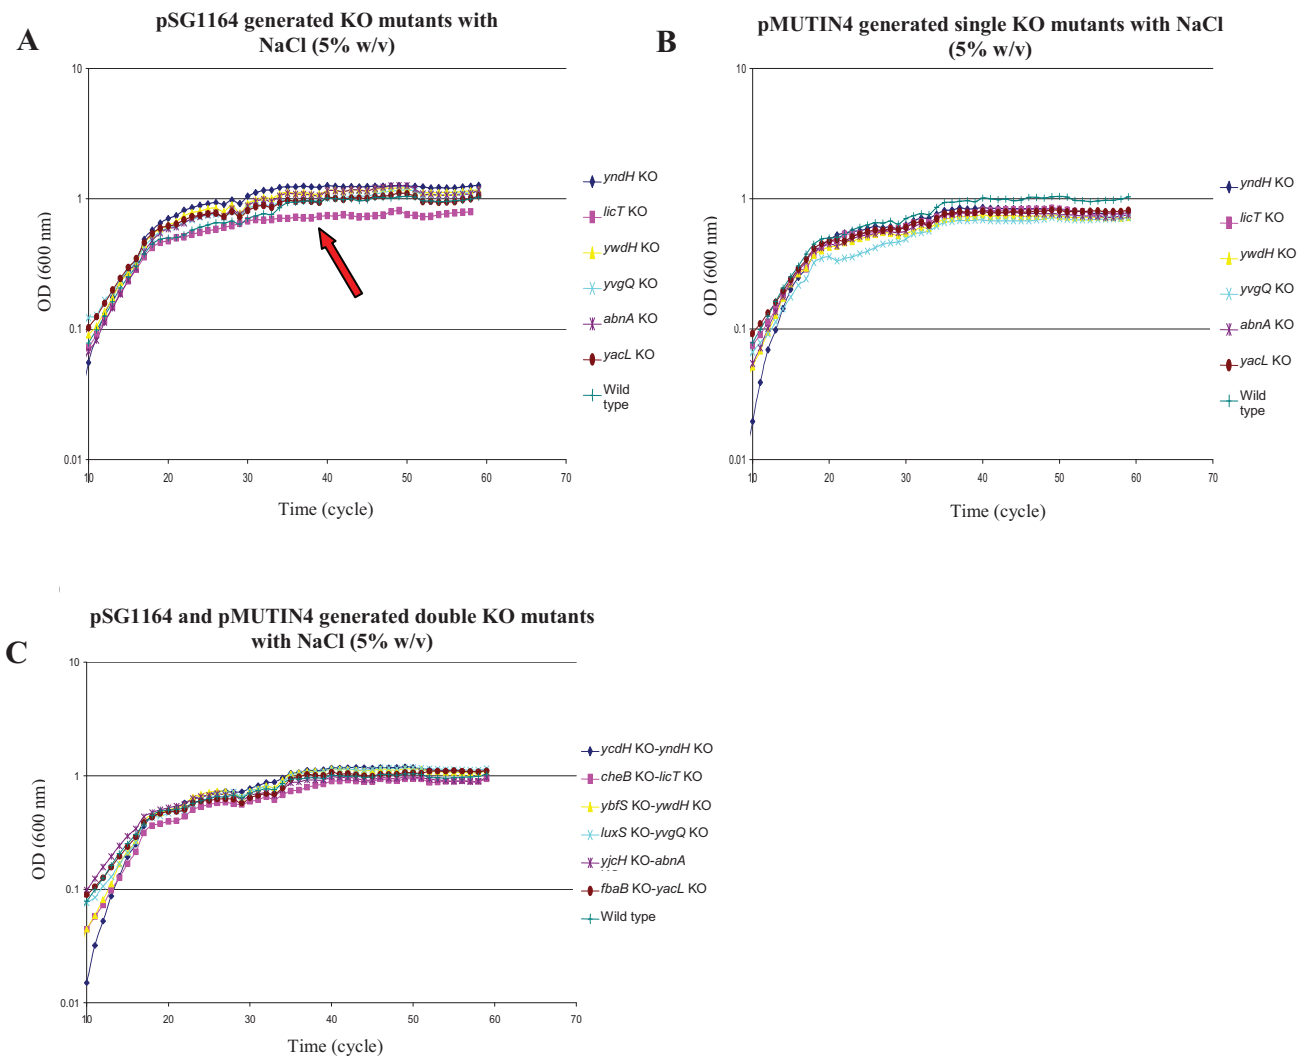 A
pSG1164 generated KO mutants with
NaCl (5% w/v)
10
1
0.1
0.01
OD (600 nm)
10 20 30 40 50 60 70
Time (cycle)
yndH KO
licT KO
ywdH KO
yvgQ KO
abnA KO
yacL KO
Wild
type
B
pMUTIN4 generated single KO mutants with NaCl
(5% w/v)
10
1
0.1
0.01
OD (600 nm)
10 20 30 40 50 60 70
Time (cycle)
yndH KO
licT KO
ywdH KO
yvgQ KO
abnA KO
yacL KO
Wild
type
C
pSG1164 and pMUTIN4 generated double KO mutants
with NaCl (5% w/v)
10
1
0.1
0.01
OD (600 nm)
10 20 30 40 50 60 70
Time (cycle)
ycdH KO-yndH KO
cheB KO-licT KO
ybfS KO-ywdH KO
luxS KO-yvgQ KO
yjcH KO-abnA
fbaB KO-yacL KO
Wild type